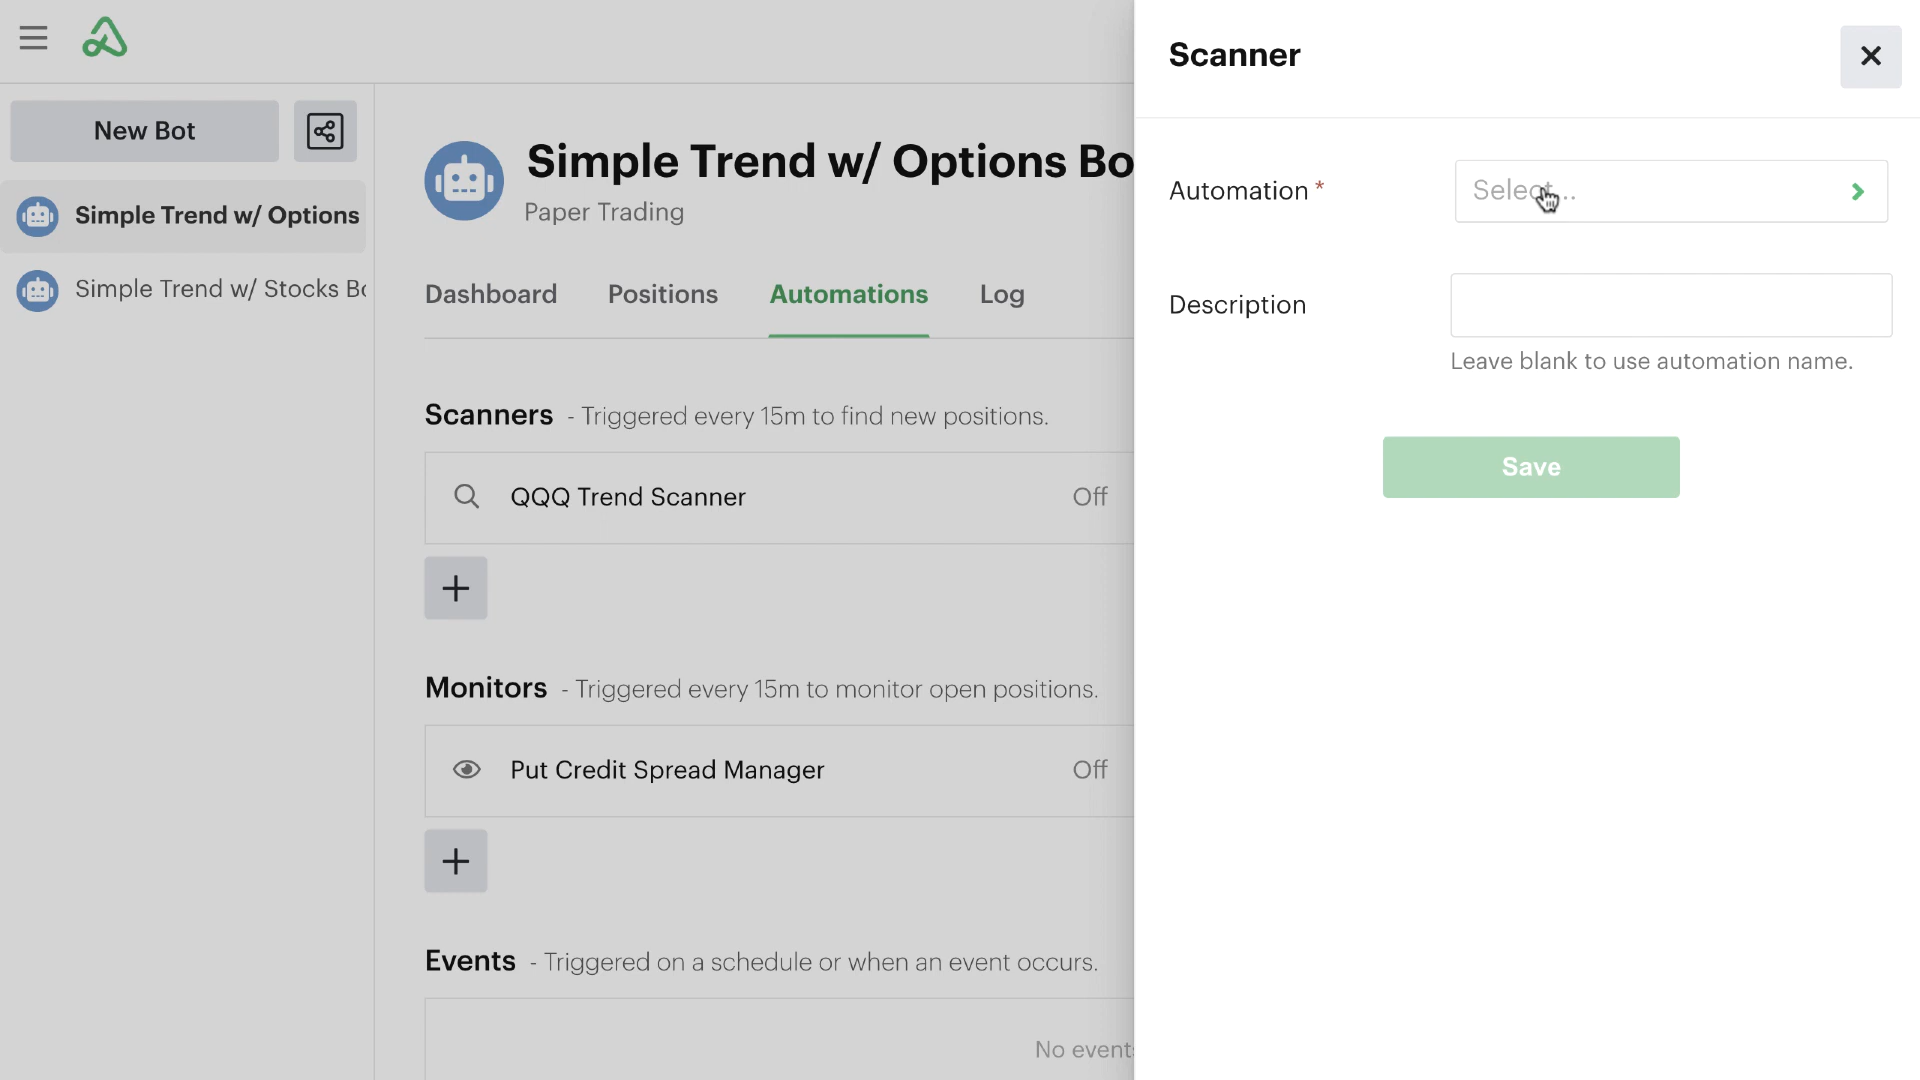 New Bot
Simple Trend w/ Options
Simple Trend w/ Stocks
Simple Trend w/ Options Bo
Paper Trading
Dashboard
Positions
Automations
Log
Scanners - Triggered every 15m to find new positions.
QQQ Trend Scanner
Off
Monitors - Triggered every 15m to monitor open positions.
Put Credit Spread Manager
Off
Events - Triggered on a schedule or when an event occurs.
No event
Scanner
Automation *
Select...
Description
Leave blank to use automation name.
Save